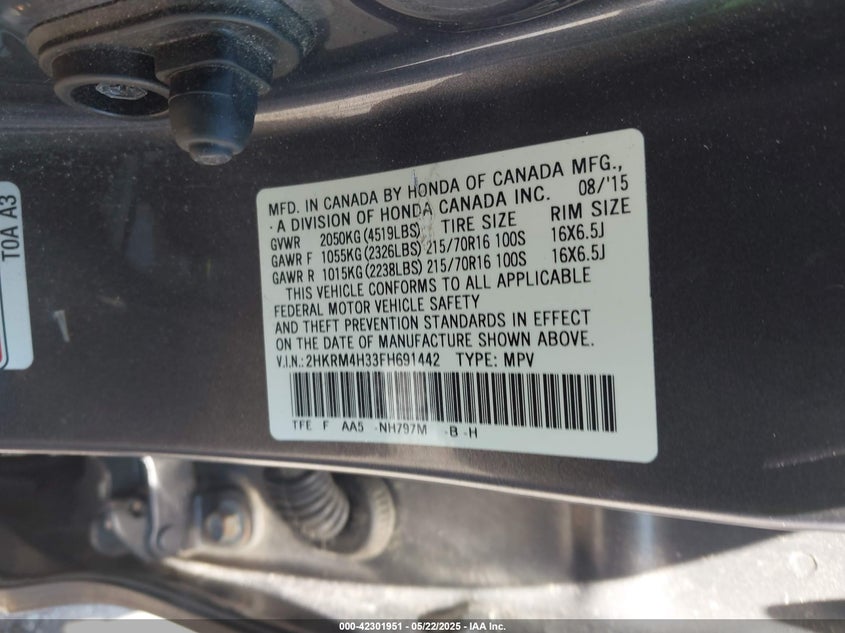 TOA A3
MFD. IN CANADA BY HONDA OF CANADA MFG.,
A DIVISION OF HONDA CANADA INC. 08/'15
GVWR 2050KG (4519LBS) TIRE SIZE RIM SIZE
GAWR F 1055KG (2326LBS) 215/70R16 100S 16X6.5J
GAWR R 1015KG (2238LBS) 215/70R16 100S 16X6.5J
THIS VEHICLE CONFORMS TO ALL APPLICABLE
FEDERAL MOTOR VEHICLE SAFETY
AND THEFT PREVENTION STANDARDS IN EFFECT
ON THE DATE OF MANUFACTURE SHOWN ABOVE.
V.I.N.: 2HKRM4H33FH691442 TYPE: MPV
TFE F AA5 -NH797M -B -H
000-42301951 - 05/22/2025 - IAA Inc.